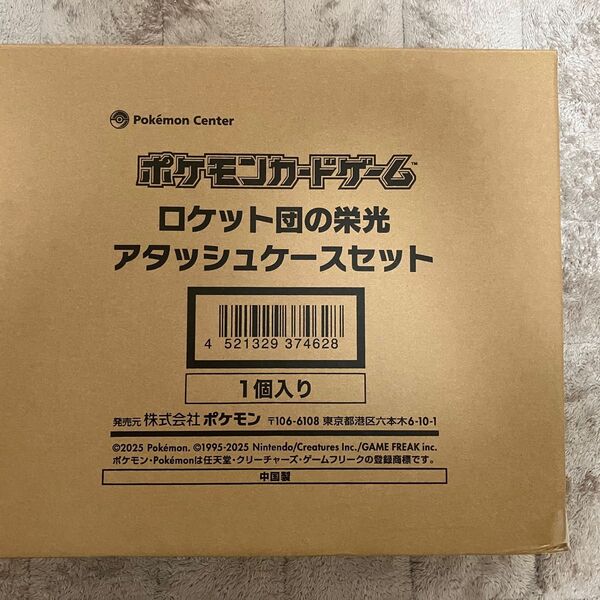 Pokémon Center
ポケモンカードゲーム™
ロケット団の栄光
アタッシュケースセット
4 521329 374628
1個入り
発売元 株式会社ポケモン 〒106-6108 東京都港区六本木6-10-1
©2025 Pokémon. ©1995-2025 Nintendo/Creatures Inc./GAME FREAK inc.
ポケモン・Pokémonは任天堂・クリーチャーズ・ゲームフリークの登録商標です。
中国製